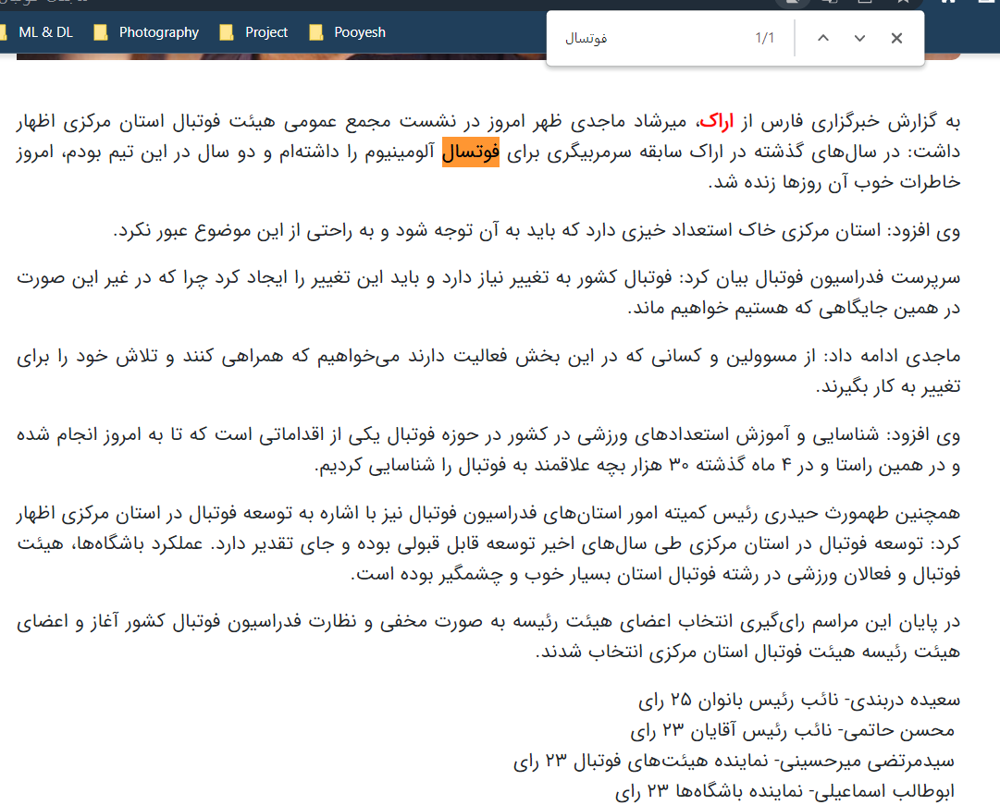 ML & DL
Photography
Project
Pooyesh
فوتسال
1/1
به گزارش خبرگزاری فارس از اراک، میرشاد ماجدی ظهر امروز در نشست مجمع عمومی هیئت فوتبال استان مرکزی اظهار
داشت: در سال‌های گذشته در اراک سابقه سرمربیگری برای فوتسال آلومینیوم را داشته‌ام و دو سال در این تیم بودم، امروز
خاطرات خوب آن روزها زنده شد.
وی افزود: استان مرکزی خاک استعداد خیزی دارد که باید به آن توجه شود و به راحتی از این موضوع عبور نکرد.
سرپرست فدراسیون فوتبال بیان کرد: فوتبال کشور به تغییر نیاز دارد و باید این تغییر را ایجاد کرد چرا که در غیر این صورت
در همین جایگاهی که هستیم خواهیم ماند.
ماجدی ادامه داد: از مسوولین و کسانی که در این بخش فعالیت دارند می‌خواهیم که همراهی کنند و تلاش خود را برای
تغییر به کار بگیرند.
وی افزود: شناسایی و آموزش استعدادهای ورزشی در کشور در حوزه فوتبال یکی از اقداماتی است که تا به امروز انجام شده
و در همین راستا و در ۴ ماه گذشته ۳۰ هزار بچه علاقمند به فوتبال را شناسایی کردیم.
همچنین طهمورث حیدری رئیس کمیته امور استان‌های فدراسیون فوتبال نیز با اشاره به توسعه فوتبال در استان مرکزی اظهار
کرد: توسعه فوتبال در استان مرکزی طی سال‌های اخیر توسعه قابل قبولی بوده و جای تقدیر دارد. عملکرد باشگاه‌ها، هیئت
فوتبال و فعالان ورزشی در رشته فوتبال استان بسیار خوب و چشمگیر بوده است.
در پایان این مراسم رای‌گیری انتخاب اعضای هیئت رئیسه به صورت مخفی و نظارت فدراسیون فوتبال کشور آغاز و اعضای
هیئت رئیسه هیئت فوتبال استان مرکزی انتخاب شدند.
سعیده دربندی- نائب رئیس بانوان ۲۵ رای
محسن حاتمی- نائب رئیس آقایان ۲۳ رای
سیدمرتضی میرحسینی- نماینده هیئت‌های فوتبال ۲۳ رای
ابوطالب اسماعیلی- نماینده باشگاه‌ها ۲۳ رای